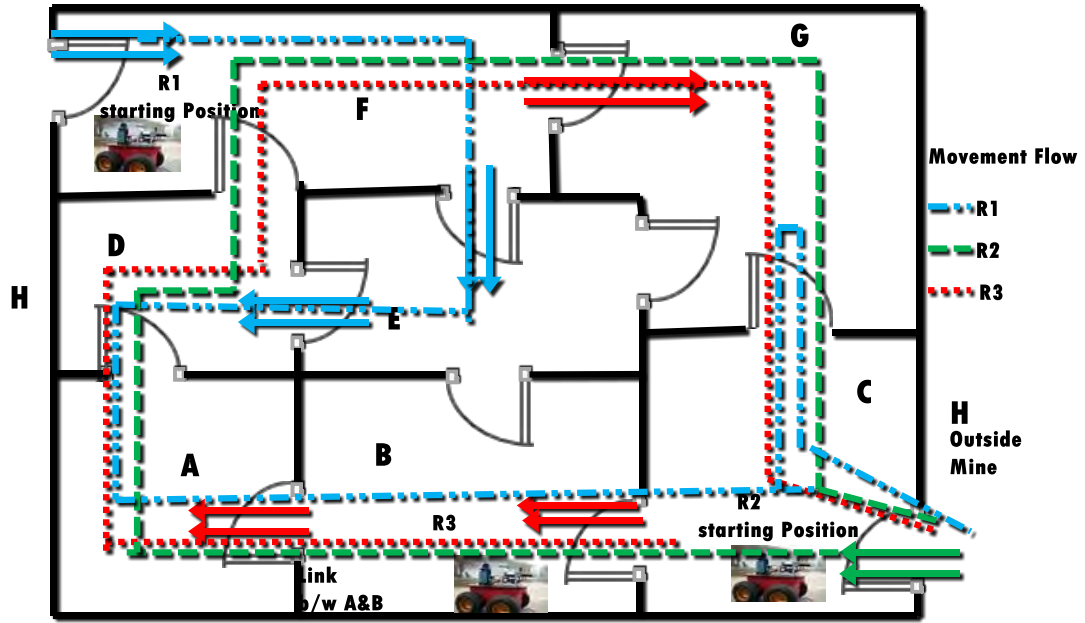 G
R1
starting Position
F
Movement Flow
R1
R2
R3
D
H
E
C
H
Outside
Mine
A
B
R2
starting Position
R3
Link
b/w A&B